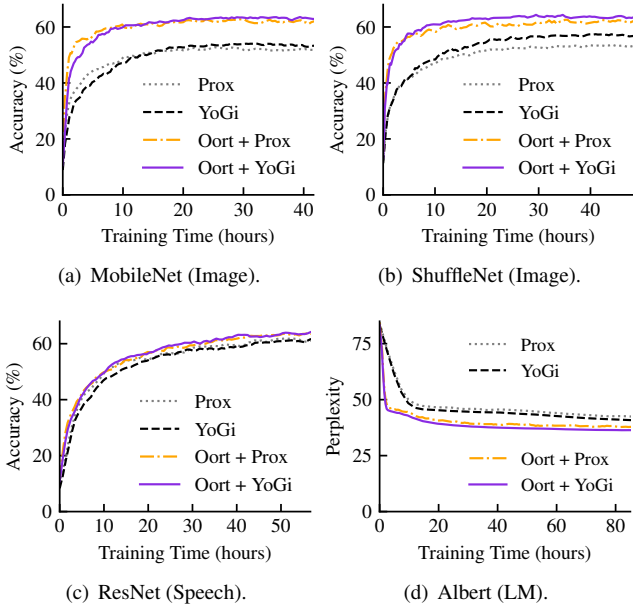 Accuracy (%)
60
40
20
0
0 10 20 30 40
Training Time (hours)
Prox
YoGi
Oort + Prox
Oort + YoGi
(a) MobileNet (Image).
Accuracy (%)
60
40
20
0
0 10 20 30 40
Training Time (hours)
Prox
YoGi
Oort + Prox
Oort + YoGi
(b) ShuffleNet (Image).
Accuracy (%)
60
40
20
0
0 10 20 30 40 50
Training Time (hours)
Prox
YoGi
Oort + Prox
Oort + YoGi
(c) ResNet (Speech).
Perplexity
75
50
25
0
0 20 40 60 80
Training Time (hours)
Prox
YoGi
Oort + Prox
Oort + YoGi
(d) Albert (LM).